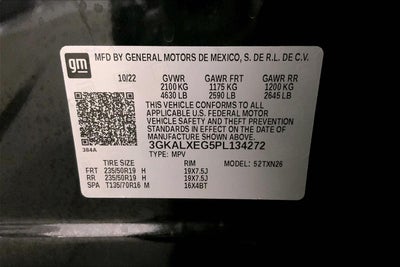 gm
MFD BY GENERAL MOTORS DE MEXICO, S. DE R.L. DE C.V.
10/22 GVWR GAWR FRT GAWR RR
2100 KG 1175 KG 1200 KG
4630 LB 2590 LB 2645 LB
THIS VEHICLE CONFORMS TO ALL APPLICABLE
U.S. FEDERAL MOTOR
VEHICLE SAFETY AND THEFT PREVENTION
STANDARDS IN EFFECT ON THE DATE OF
MANUFACTURE SHOWN ABOVE.
384A 3GKALXEG5PL134272
TYPE: MPV MODEL: 52TXN26
TIRE SIZE RIM
FRT 235/50R19 H 19X7.5J
RR 235/50R19 H 19X7.5J
SPA T135/70R16 M 16X4BT